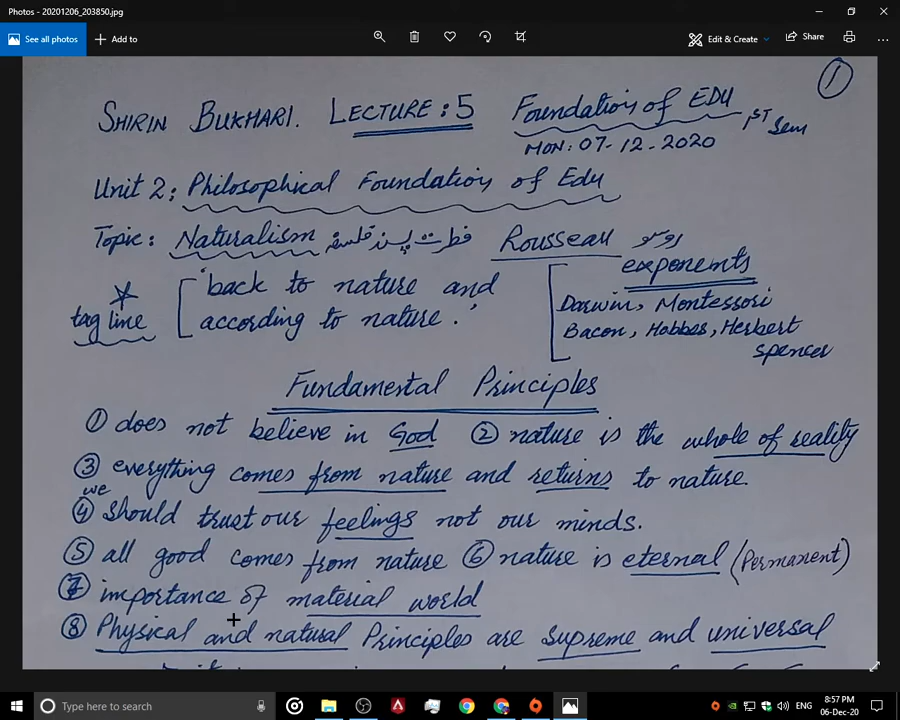 Photos - 20201206_203850.jpg
See all photos
Add to
Edit & Create
Share
1
SHIRIN BUKHARI. LECTURE: 5 Foundation of EDU 1ST Sem
MON: 07-12-2020
Unit 2: Philosophical Foundation of Edu
Topic: Naturalism فطرت پسند فلسفہ Rousseau روسو
exponents
tag line
"back to nature and
according to nature."
Darwin, Montessori
Bacon, Hobbes, Herbert
Spencer
Fundamental Principles
① does not believe in God ② nature is the whole of reality
③ everything comes from nature and returns to nature.
④ we should trust our feelings not our minds.
⑤ all good comes from nature ⑥ nature is eternal (Permanent)
⑦ importance of material world
⑧ Physical and natural Principles are Supreme and universal
Type here to search
8:57 PM
06-Dec-20